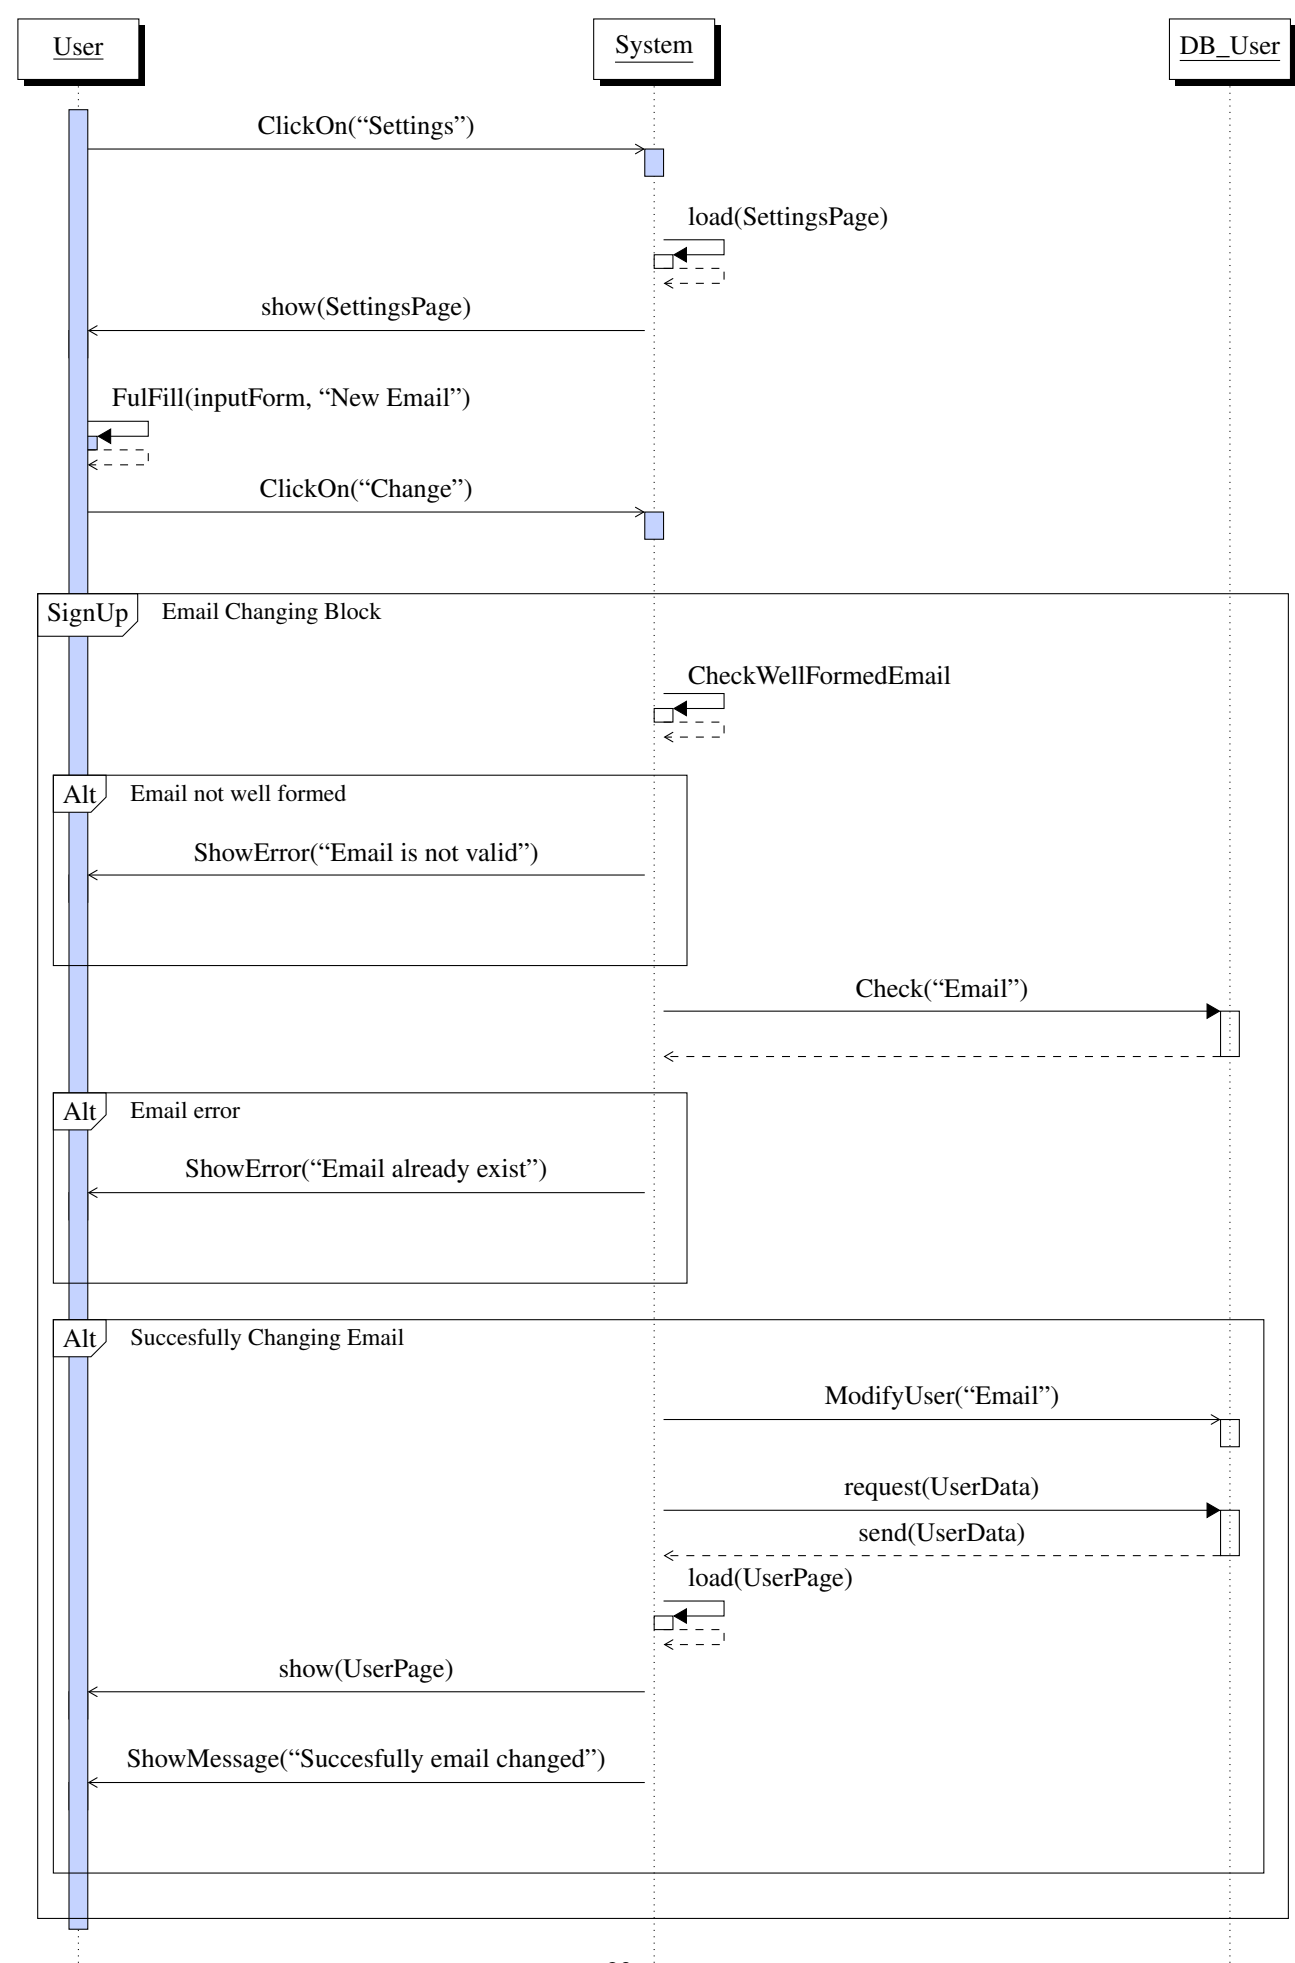 User
System
DB_User
ClickOn(“Settings”)
load(SettingsPage)
show(SettingsPage)
FulFill(inputForm, “New Email”)
ClickOn(“Change”)
SignUp
Email Changing Block
CheckWellFormedEmail
Alt
Email not well formed
ShowError(“Email is not valid”)
Check(“Email”)
Alt
Email error
ShowError(“Email already exist”)
Alt
Succesfully Changing Email
ModifyUser(“Email”)
request(UserData)
send(UserData)
load(UserPage)
show(UserPage)
ShowMessage(“Succesfully email changed”)